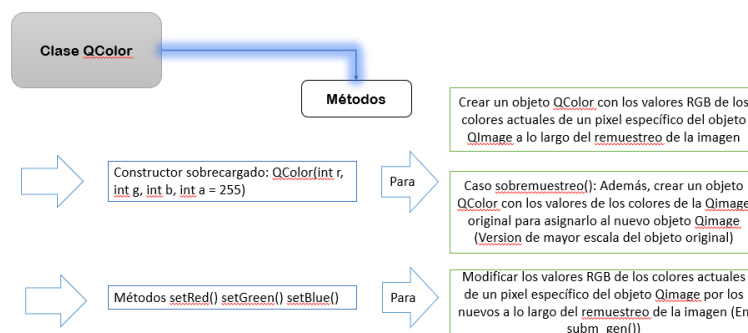 Clase QColor
Métodos
Crear un objeto QColor con los valores RGB de los
colores actuales de un pixel específico del objeto
QImage a lo largo del remuestreo de la imagen
Constructor sobrecargado: QColor(int r,
int g, int b, int a = 255)
Para
Caso sobremuestreo(): Además, crear un objeto
QColor con los valores de los colores de la Qimage
original para asignarlo al nuevo objeto Qimage
(Version de mayor escala del objeto original)
Métodos setRed() setGreen() setBlue()
Para
Modificar los valores RGB de los colores actuales
de un pixel específico del objeto Qimage por los
nuevos a lo largo del remuestreo de la imagen (En
subm_gen())